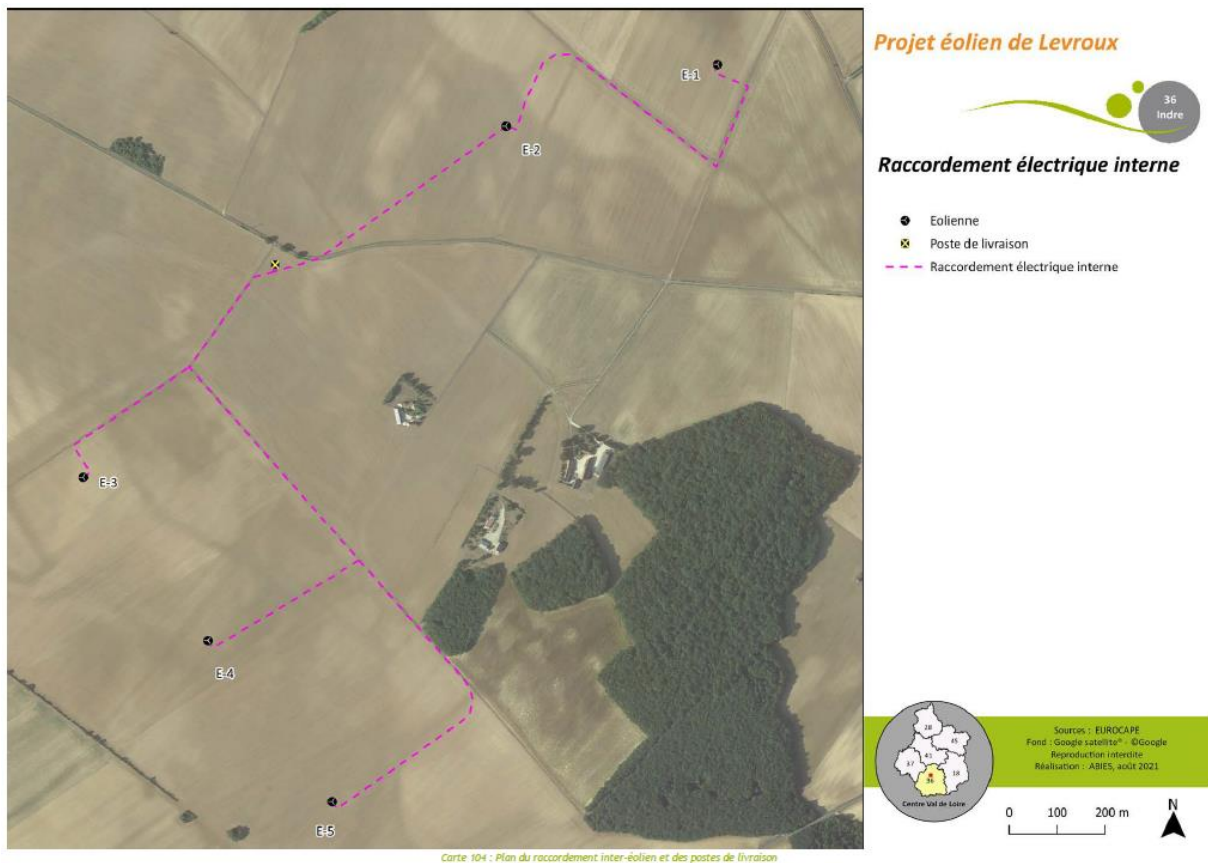 Projet éolien de Levroux
36
Indre
Raccordement électrique interne
Eolienne
Poste de livraison
Raccordement électrique interne
E-1
E-2
E-3
E-4
E-5
28
45
41
37
18
36
Centre Val de Loire
Sources : EUROCAPE
Fond : Google satellite® - ©Google
Reproduction interdite
Réalisation : ABIES, août 2021
0 100 200 m
N
Carte 104 : Plan du raccordement inter-éolien et des postes de livraison